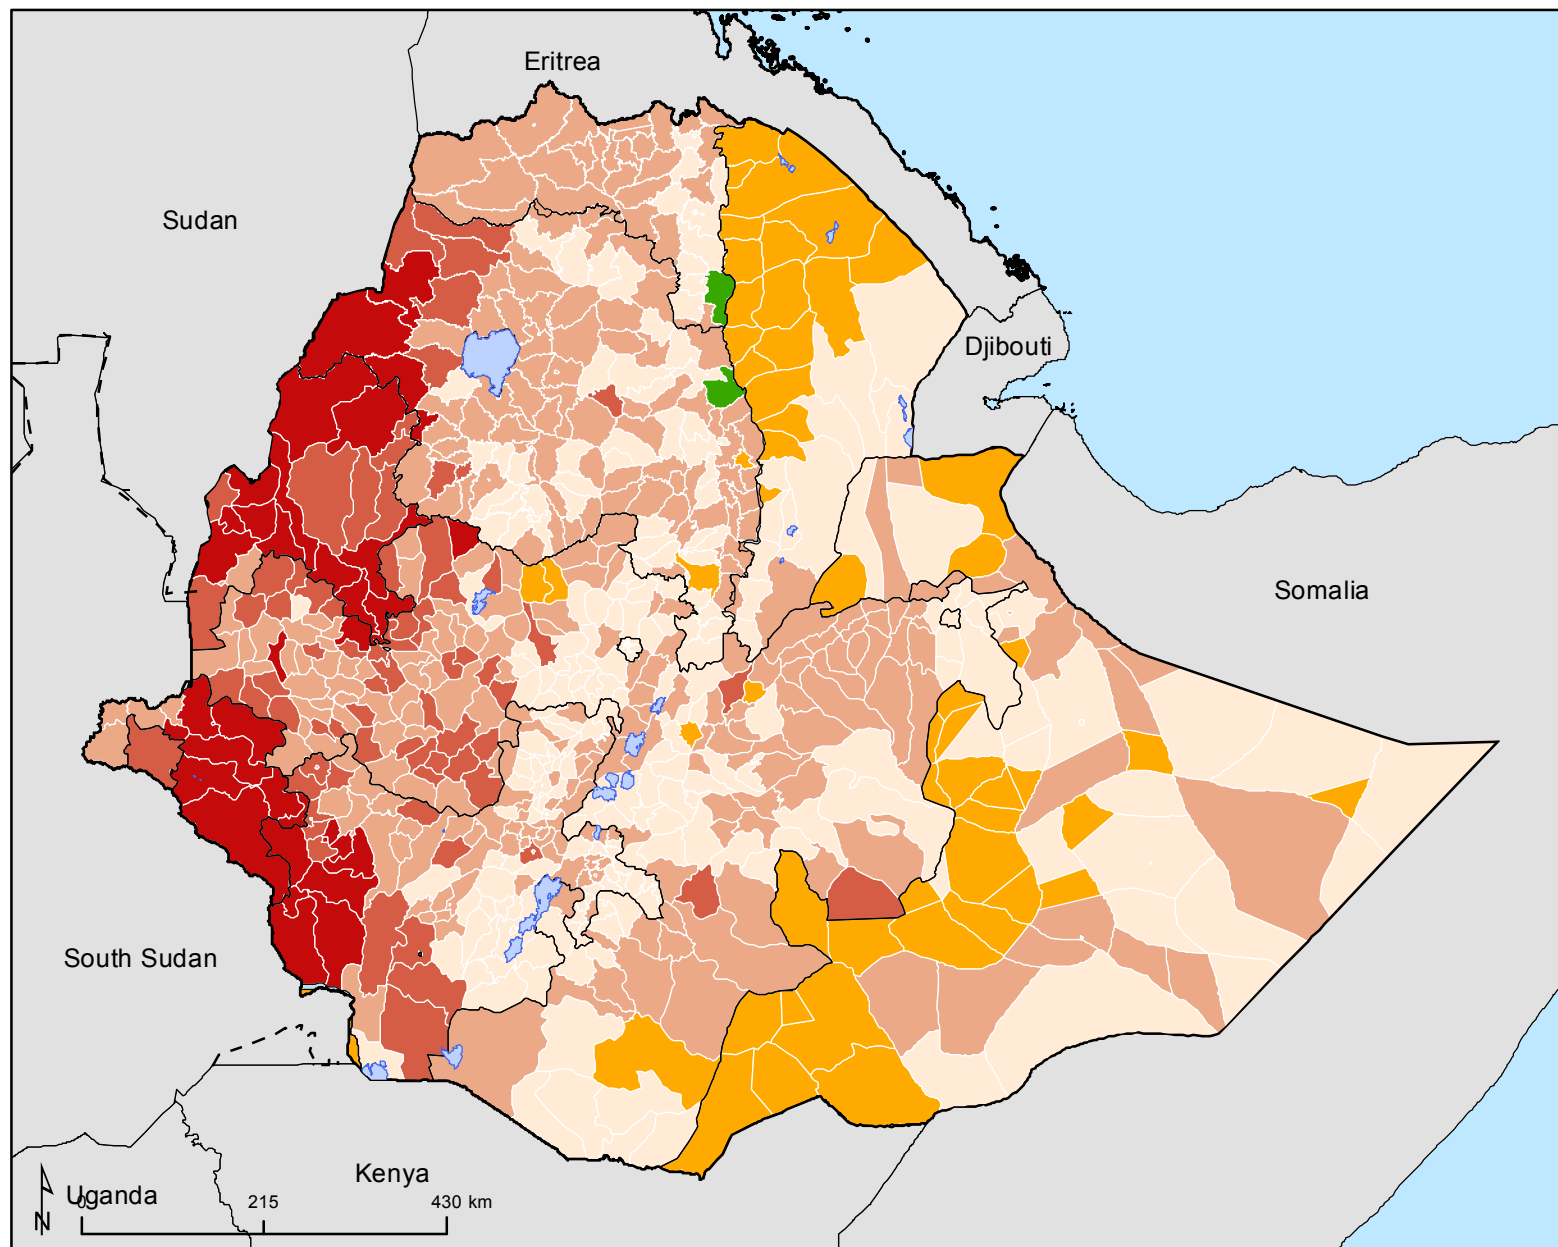 Eritrea
Sudan
Djibouti
Somalia
South Sudan
Kenya
Uganda
N
0 215 430 km